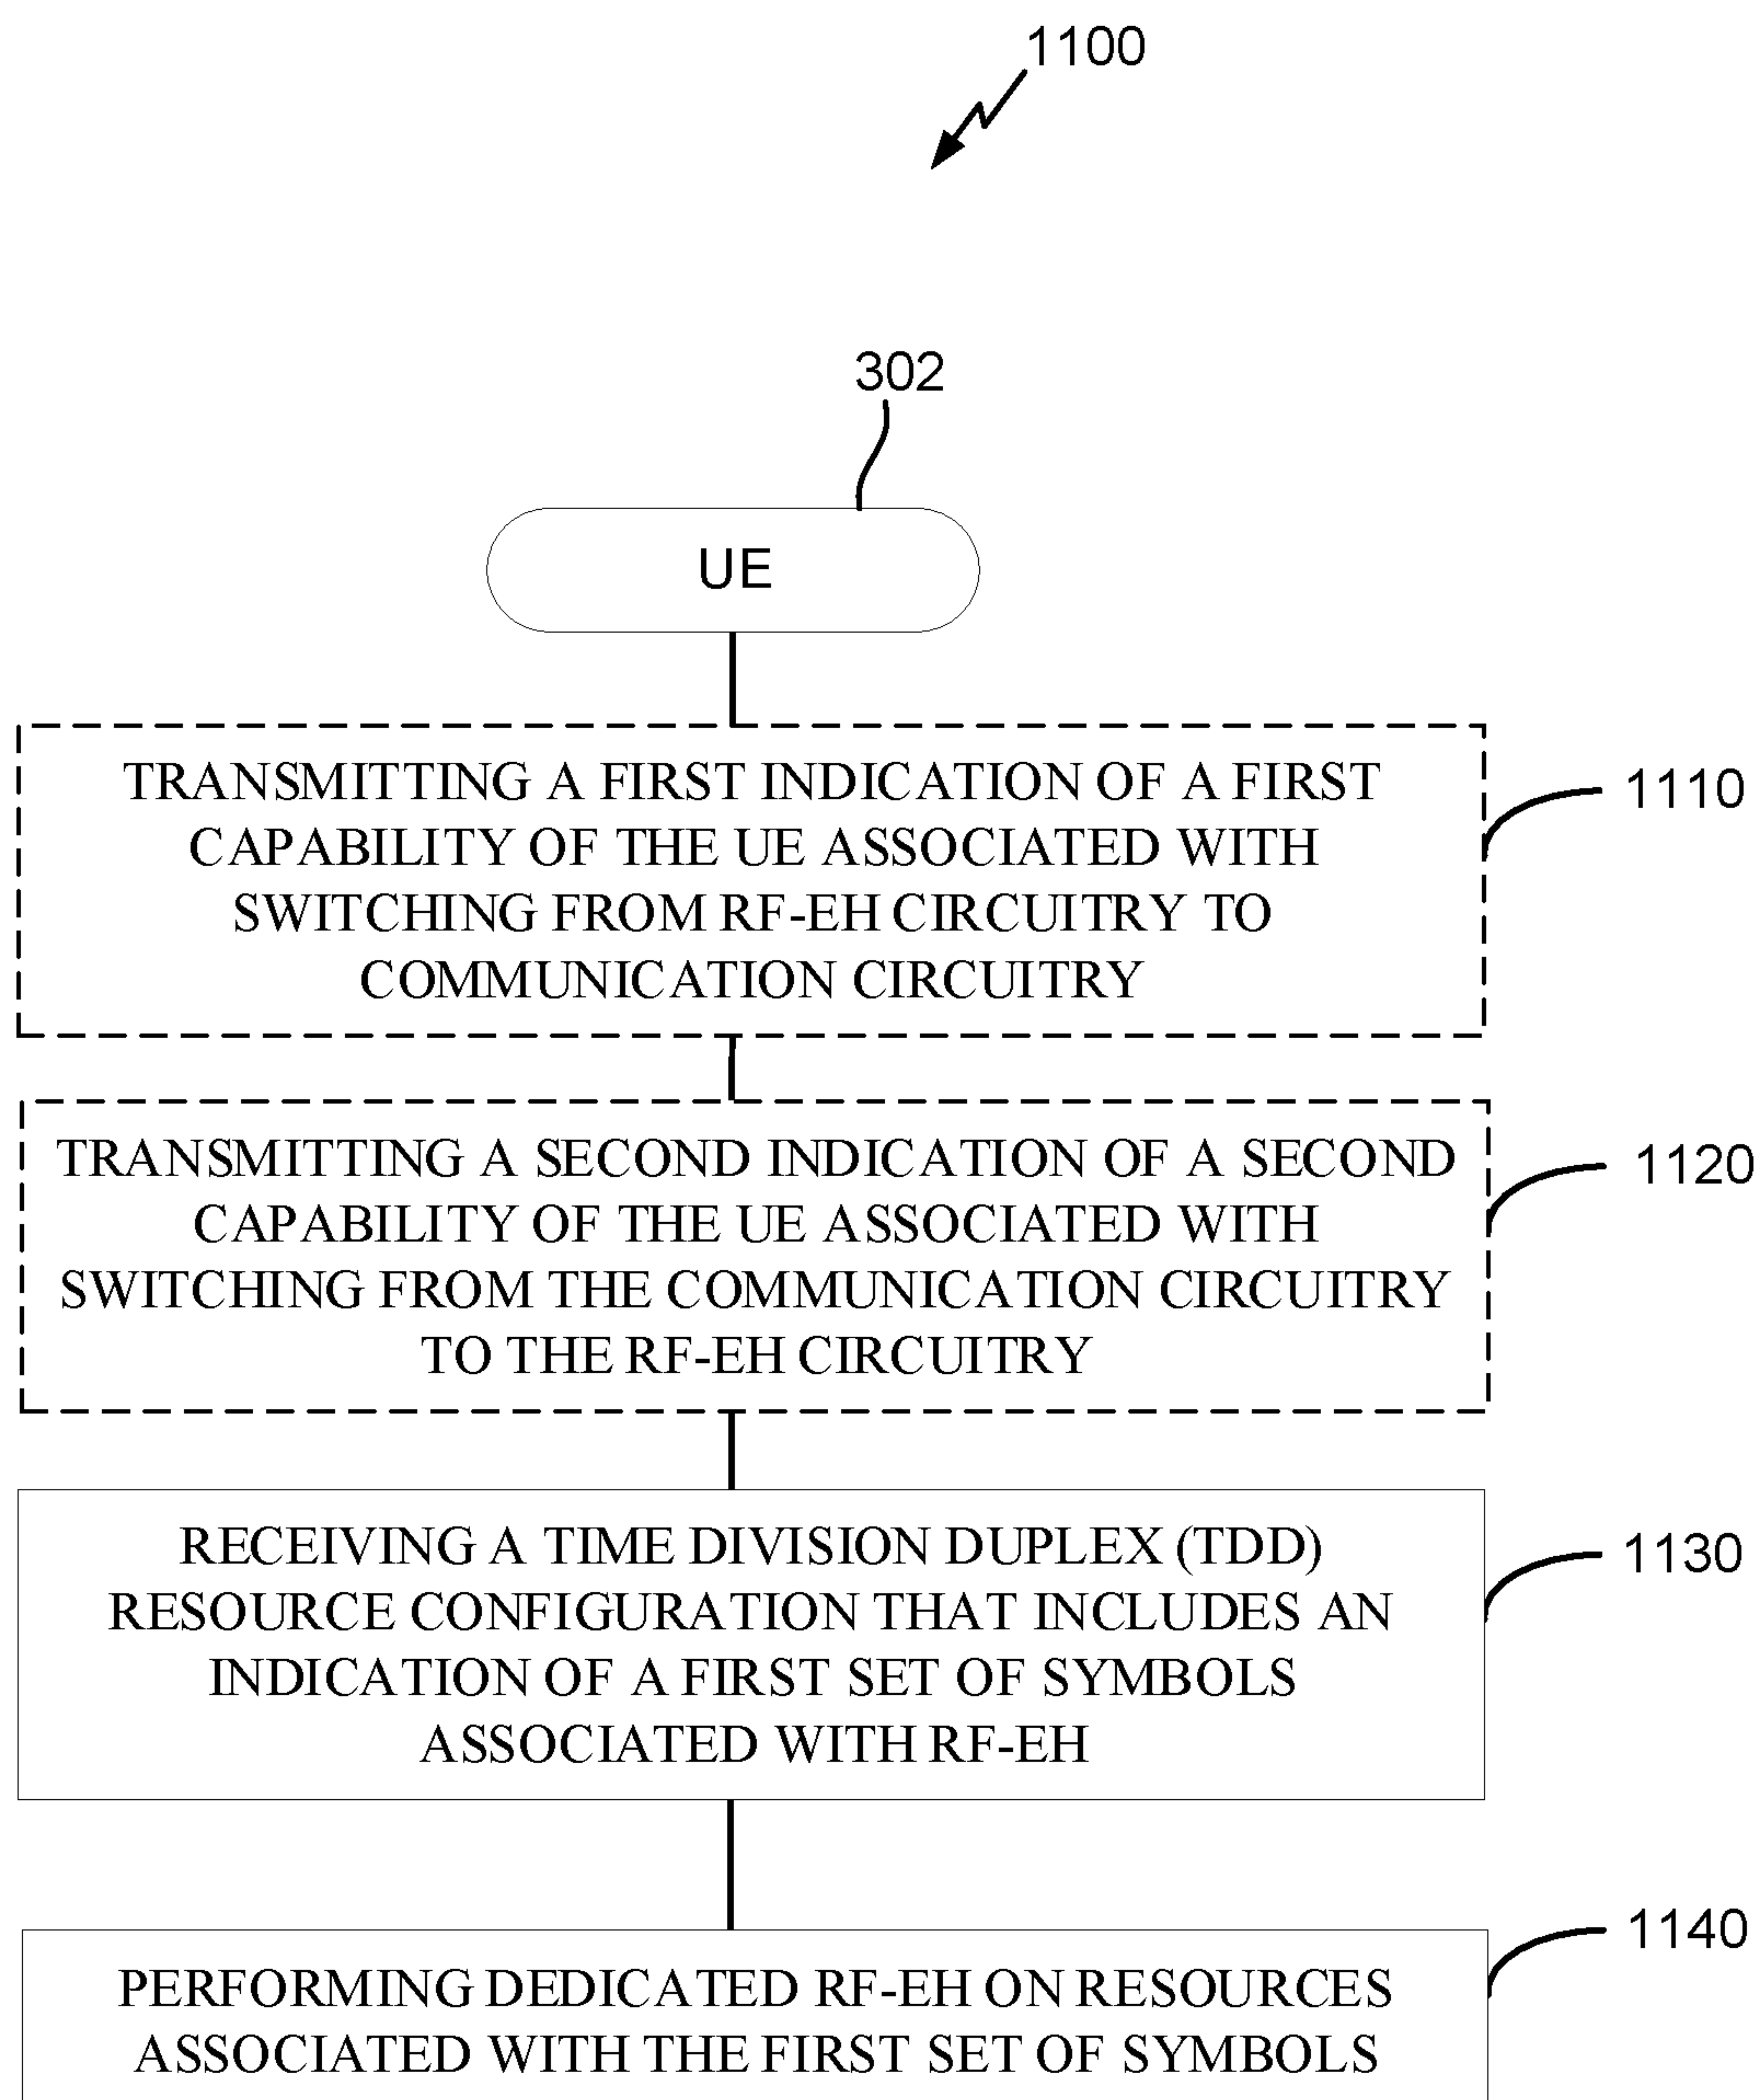 1100
302
UE
TRANSMITTING A FIRST INDICATION OF A FIRST
CAPABILITY OF THE UE ASSOCIATED WITH
SWITCHING FROM RF-EH CIRCUITRY TO
COMMUNICATION CIRCUITRY
1110
TRANSMITTING A SECOND INDICATION OF A SECOND
CAPABILITY OF THE UE ASSOCIATED WITH
SWITCHING FROM THE COMMUNICATION CIRCUITRY
TO THE RF-EH CIRCUITRY
1120
RECEIVING A TIME DIVISION DUPLEX (TDD)
RESOURCE CONFIGURATION THAT INCLUDES AN
INDICATION OF A FIRST SET OF SYMBOLS
ASSOCIATED WITH RF-EH
1130
PERFORMING DEDICATED RF-EH ON RESOURCES
ASSOCIATED WITH THE FIRST SET OF SYMBOLS
1140